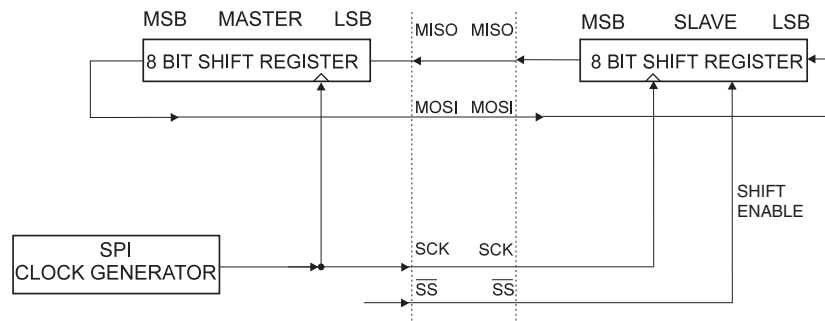 MSB MASTER LSB
MISO MISO
MSB SLAVE LSB
8 BIT SHIFT REGISTER
8 BIT SHIFT REGISTER
MOSI MOSI
SHIFT
ENABLE
SPI
CLOCK GENERATOR
SCK SCK
SS SS